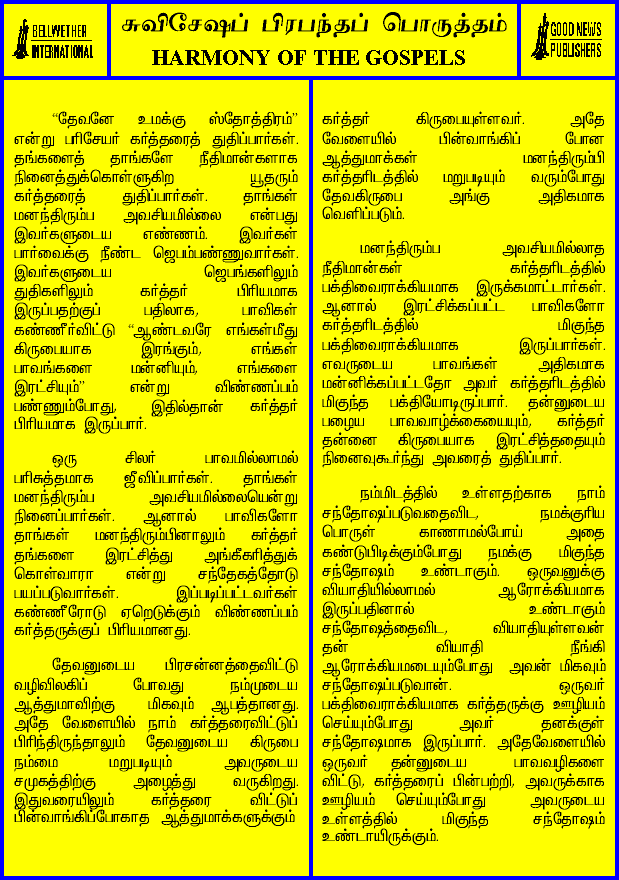 BELLWETHER
INTERNATIONAL
சுவிசேஷப் பிரபந்தப் பொருத்தம்
HARMONY OF THE GOSPELS
GOOD NEWS
PUBLISHERS
“தேவனே உமக்கு ஸ்தோத்திரம்”
என்று பரிசேயர் கர்த்தரைத் துதிப்பார்கள்.
தங்களைத் தாங்களே நீதிமான்களாக
நினைத்துக்கொள்ளுகிற யூதரும்
கர்த்தரைத் துதிப்பார்கள். தாங்கள்
மனந்திரும்ப அவசியமில்லை என்பது
இவர்களுடைய எண்ணம். இவர்கள்
பார்வைக்கு நீண்ட ஜெபம்பண்ணுவார்கள்.
இவர்களுடைய ஜெபங்களிலும்
துதிகளிலும் கர்த்தர் பிரியமாக
இருப்பதற்குப் பதிலாக, பாவிகள்
கண்ணீர்விட்டு “ஆண்டவரே எங்கள்மீது
கிருபையாக இரங்கும், எங்கள்
பாவங்களை மன்னியும், எங்களை
இரட்சியும்” என்று விண்ணப்பம்
பண்ணும்போது, இதில்தான் கர்த்தர்
பிரியமாக இருப்பார்.
ஒரு சிலர் பாவமில்லாமல்
பரிசுத்தமாக ஜீவிப்பார்கள். தாங்கள்
மனந்திரும்ப அவசியமில்லையென்று
நினைப்பார்கள். ஆனால் பாவிகளோ
தாங்கள் மனந்திரும்பினாலும் கர்த்தர்
தங்களை இரட்சித்து அங்கீகரித்துக்
கொள்வாரா என்று சந்தேகத்தோடு
பயப்படுவார்கள். இப்படிப்பட்டவர்கள்
கண்ணீரோடு ஏறெடுக்கும் விண்ணப்பம்
கர்த்தருக்குப் பிரியமானது.
தேவனுடைய பிரசன்னத்தைவிட்டு
வழிவிலகிப் போவது நம்முடைய
ஆத்துமாவிற்கு மிகவும் ஆபத்தானது.
அதே வேளையில் நாம் கர்த்தரைவிட்டுப்
பிரிந்திருந்தாலும் தேவனுடைய கிருபை
நம்மை மறுபடியும் அவருடைய
சமுகத்திற்கு அழைத்து வருகிறது.
இதுவரையிலும் கர்த்தரை விட்டுப்
பின்வாங்கிப்போகாத ஆத்துமாக்களுக்கும்
கர்த்தர் கிருபையுள்ளவர். அதே
வேளையில் பின்வாங்கிப் போன
ஆத்துமாக்கள் மனந்திரும்பி
கர்த்தரிடத்தில் மறுபடியும் வரும்போது
தேவகிருபை அங்கு அதிகமாக
வெளிப்படும்.
மனந்திரும்ப அவசியமில்லாத
நீதிமான்கள் கர்த்தரிடத்தில்
பக்திவைராக்கியமாக இருக்கமாட்டார்கள்.
ஆனால் இரட்சிக்கப்பட்ட பாவிகளோ
கர்த்தரிடத்தில் மிகுந்த
பக்திவைராக்கியமாக இருப்பார்கள்.
எவருடைய பாவங்கள் அதிகமாக
மன்னிக்கப்பட்டதோ அவர் கர்த்தரிடத்தில்
மிகுந்த பக்தியோடிருப்பார். தன்னுடைய
பழைய பாவவாழ்க்கையையும், கர்த்தர்
தன்னை கிருபையாக இரட்சித்ததையும்
நினைவுகூர்ந்து அவரைத் துதிப்பார்.
நம்மிடத்தில் உள்ளதற்காக நாம்
சந்தோஷப்படுவதைவிட, நமக்குரிய
பொருள் காணாமல்போய் அதை
கண்டுபிடிக்கும்போது நமக்கு மிகுந்த
சந்தோஷம் உண்டாகும். ஒருவனுக்கு
வியாதியில்லாமல் ஆரோக்கியமாக
இருப்பதினால் உண்டாகும்
சந்தோஷத்தைவிட, வியாதியுள்ளவன்
தன் வியாதி நீங்கி
ஆரோக்கியமடையும்போது அவன் மிகவும்
சந்தோஷப்படுவான். ஒருவர்
பக்திவைராக்கியமாக கர்த்தருக்கு ஊழியம்
செய்யும்போது அவர் தனக்குள்
சந்தோஷமாக இருப்பார். அதேவேளையில்
ஒருவர் தன்னுடைய பாவவழிகளை
விட்டு, கர்த்தரைப் பின்பற்றி, அவருக்காக
ஊழியம் செய்யும்போது அவருடைய
உள்ளத்தில் மிகுந்த சந்தோஷம்
உண்டாயிருக்கும்.